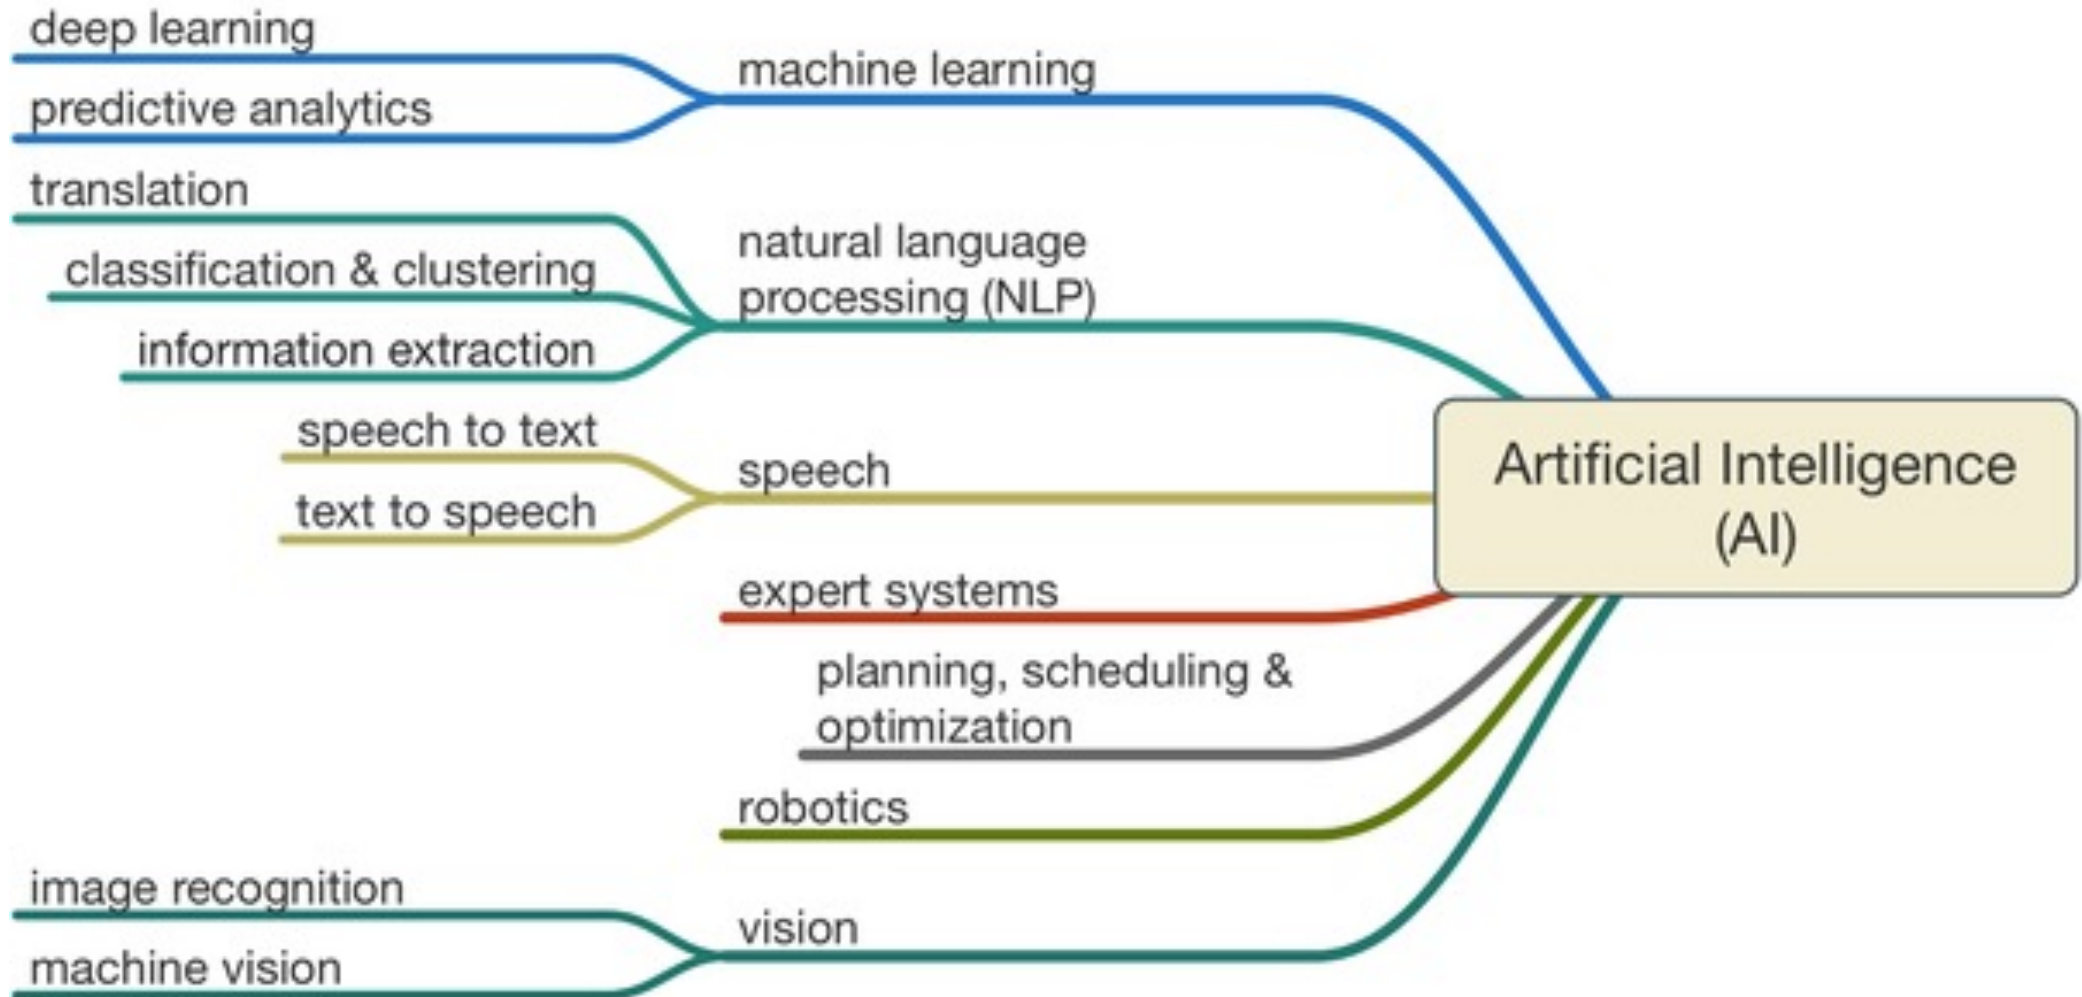 deep learning
machine learning
predictive analytics
translation
natural language
processing (NLP)
classification & clustering
information extraction
speech to text
speech
text to speech
Artificial Intelligence
(AI)
expert systems
planning, scheduling &
optimization
robotics
image recognition
vision
machine vision